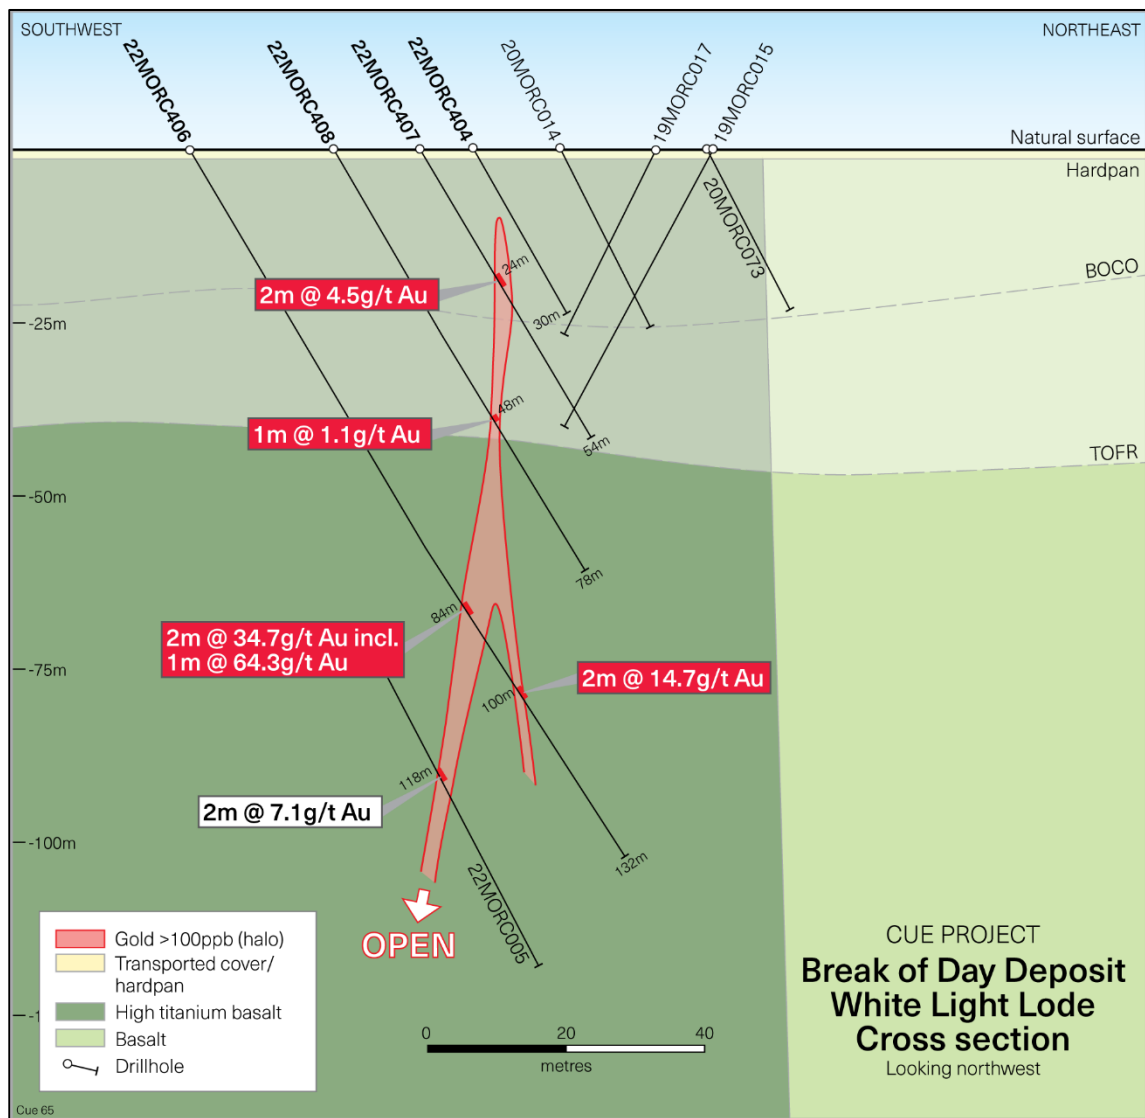 SOUTHWEST
NORTHEAST
22MORC406
22MORC408
22MORC407
22MORC404
20MORC014
19MORC017
19MORC015
Natural surface
Hardpan
20MORC073
BOCO
24m
2m @ 4.5g/t Au
30m
-25m
48m
1m @ 1.1g/t Au
54m
TOFR
-50m
78m
84m
2m @ 34.7g/t Au incl.
1m @ 64.3g/t Au
-75m
2m @ 14.7g/t Au
100m
118m
2m @ 7.1g/t Au
-100m
132m
22MORC005
OPEN
Gold >100ppb (halo)
Transported cover/
hardpan
High titanium basalt
Basalt
Drillhole
0 20 40
metres
CUE PROJECT
Break of Day Deposit
White Light Lode
Cross section
Looking northwest
Cue 65